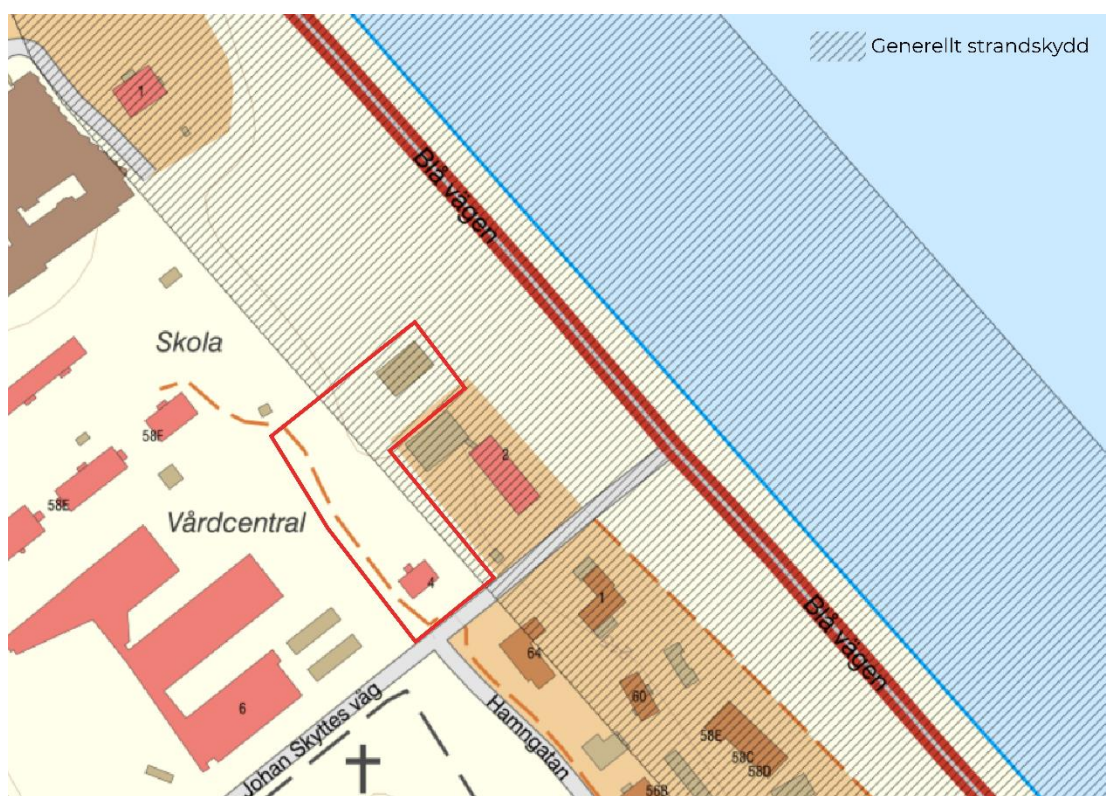 Generellt strandskydd
1
Blå vägen
Skola
58E
2
58E
Vårdcentral
4
1
64
Blå vägen
60
6
58E
58C
58D
Johan Skyttes väg
Hamngatan
56B